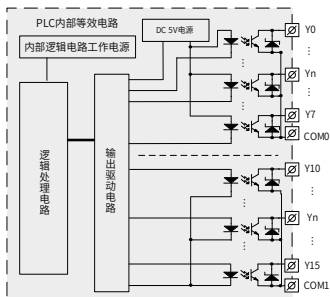 PLC内部等效电路
DC 5V电源
内部逻辑电路工作电源
逻辑处理电路
输出驱动电路
Y0
Yn
Y7
COM0
Y10
Yn
Y15
COM1